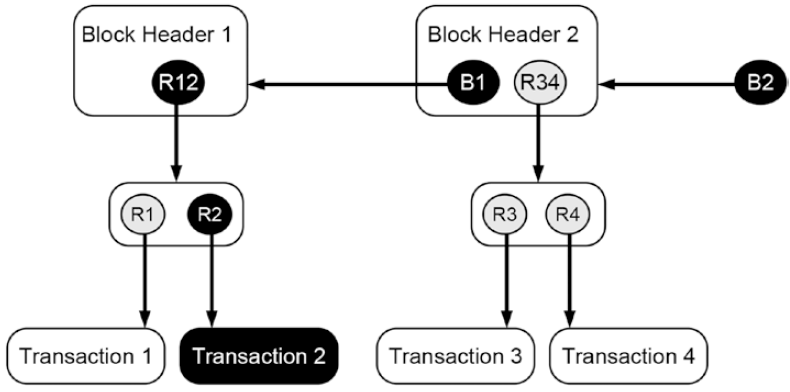 Block Header 1
R12
Block Header 2
B1
R34
B2
R1
R2
R3
R4
Transaction 1
Transaction 2
Transaction 3
Transaction 4